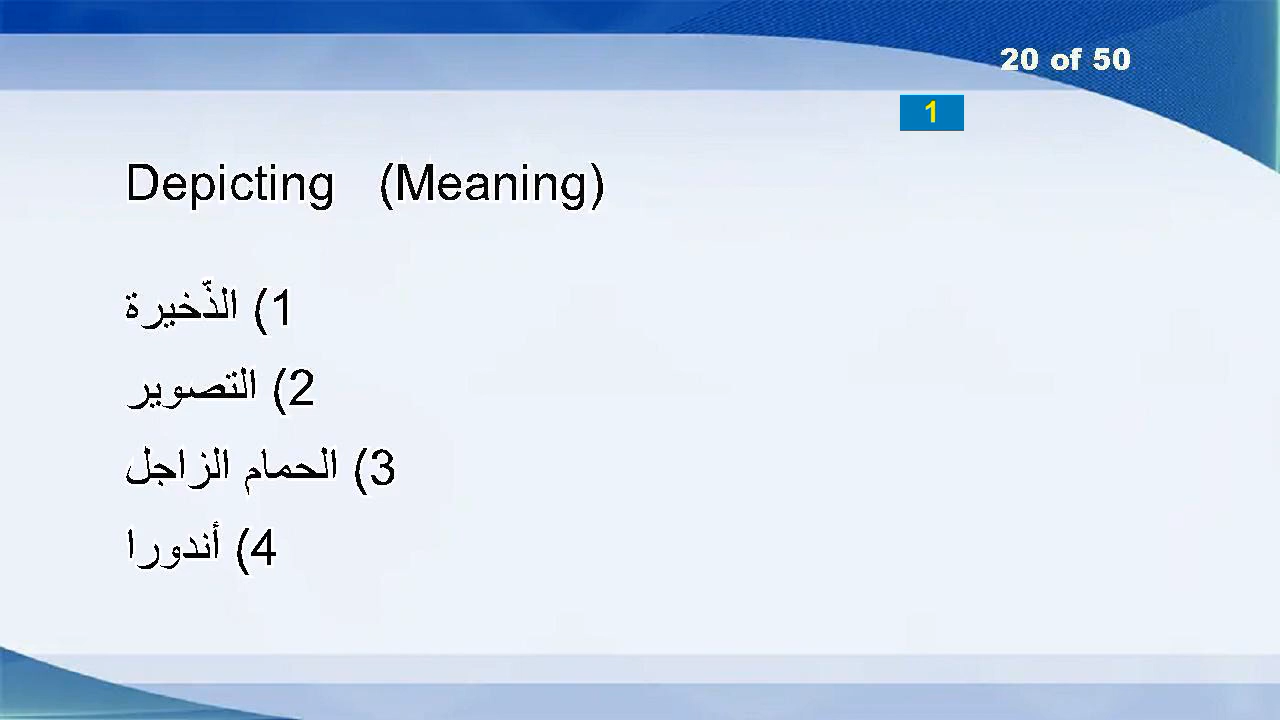 20 of 50
1
Depicting (Meaning)
1) الذّخيرة
2) التصوير
3) الحمام الزاجل
4) أندورا